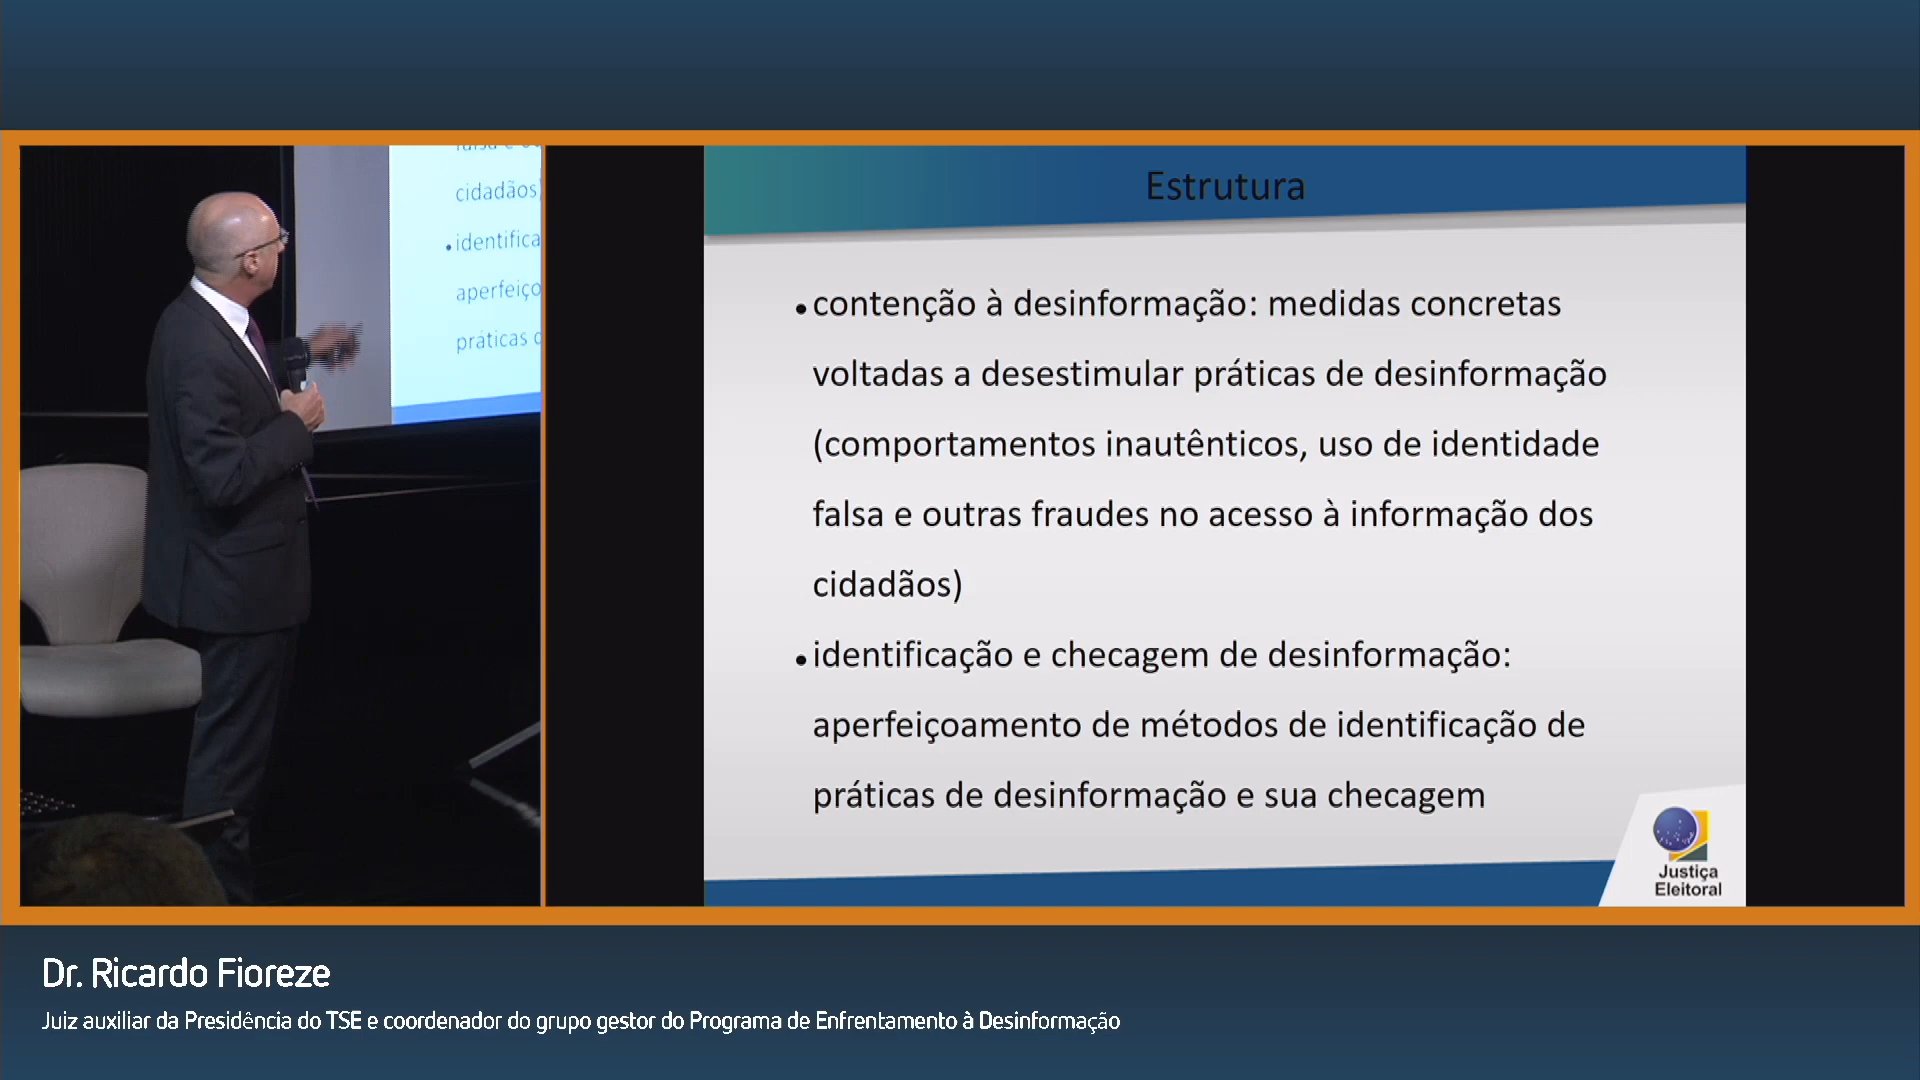 cidadãos)
identifica
aperfeiço
práticas
Estrutura
• contenção à desinformação: medidas concretas
voltadas a desestimular práticas de desinformação
(comportamentos inautênticos, uso de identidade
falsa e outras fraudes no acesso à informação dos
cidadãos)
• identificação e checagem de desinformação:
aperfeiçoamento de métodos de identificação de
práticas de desinformação e sua checagem
Justiça
Eleitoral
Dr. Ricardo Fioreze
Juiz auxiliar da Presidência do TSE e coordenador do grupo gestor do Programa de Enfrentamento à Desinformação